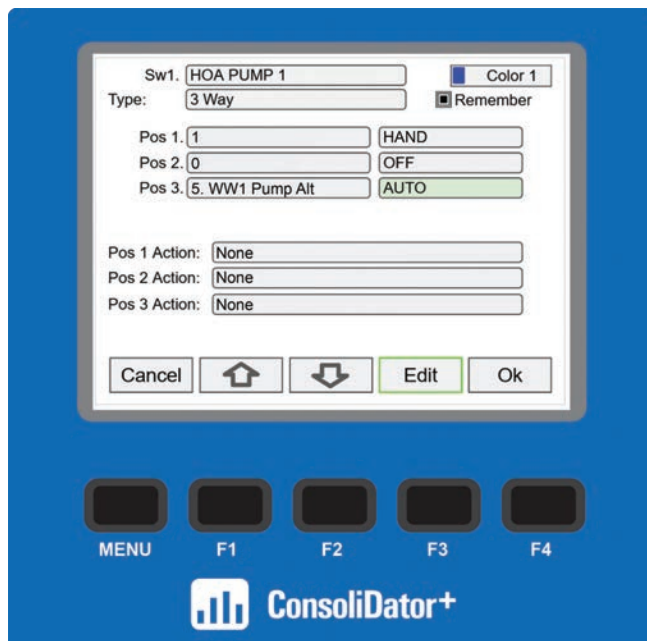 Sw1. HOA PUMP 1 Color 1
Type: 3 Way Remember
Pos 1. 1 HAND
Pos 2. 0 OFF
Pos 3. 5. WW1 Pump Alt AUTO
Pos 1 Action: None
Pos 2 Action: None
Pos 3 Action: None
Cancel Edit Ok
MENU F1 F2 F3 F4
ConsoliDator+